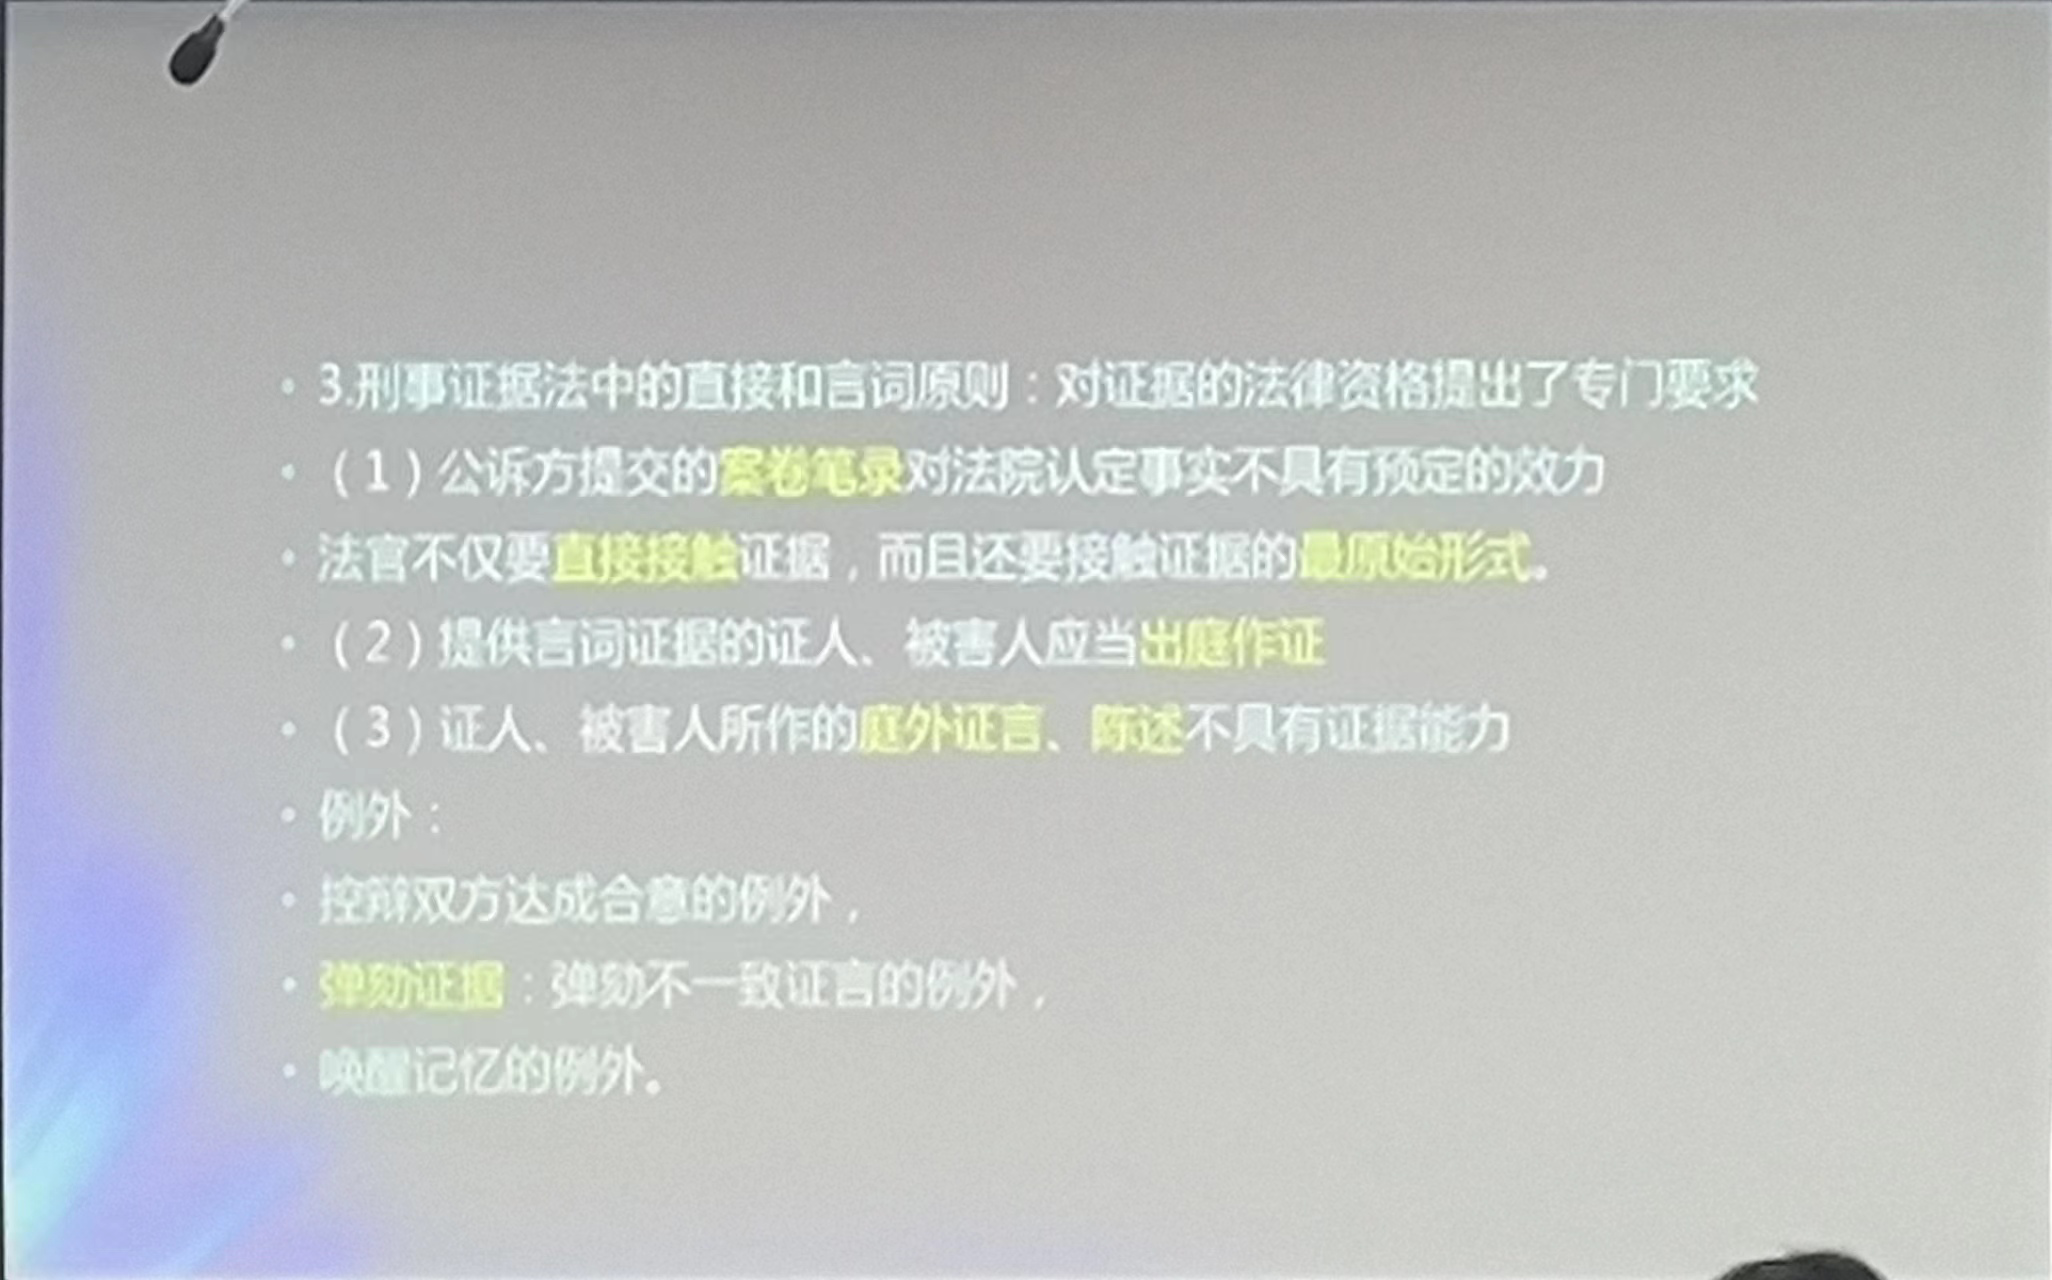 3.刑事证据法中的直接和言词原则：对证据的法律资格提出了专门要求
（1）公诉方提交的案卷笔录对法院认定事实不具有预定的效力
法官不仅要直接接触证据，而且还要接触证据的最原始形式。
（2）提供言词证据的证人、被害人应当出庭作证
（3）证人、被害人所作的庭外证言、陈述不具有证据能力
例外：
控辩双方达成合意的例外，
弹劾证据：弹劾不一致证言的例外，
唤醒记忆的例外。